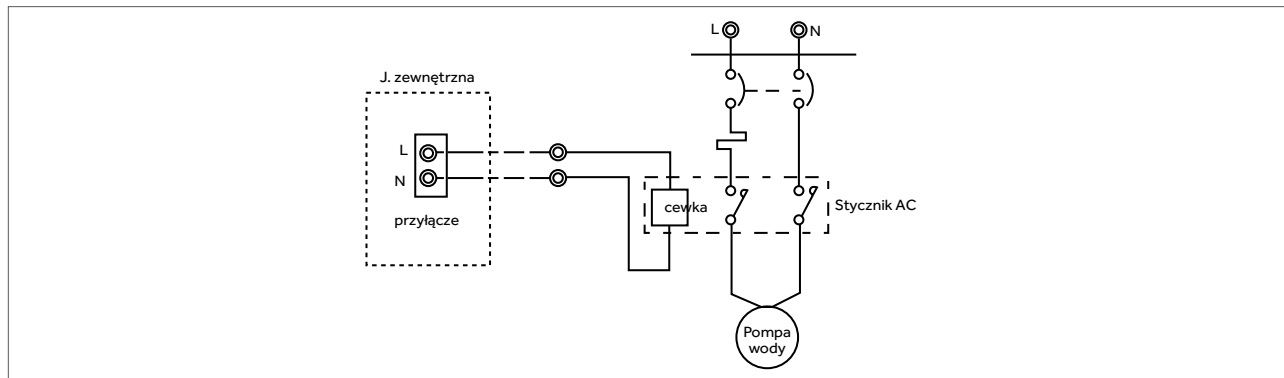 L
N
J. zewnętrzna
L
N
przyłącze
cewka
Stycznik AC
Pompa
wody